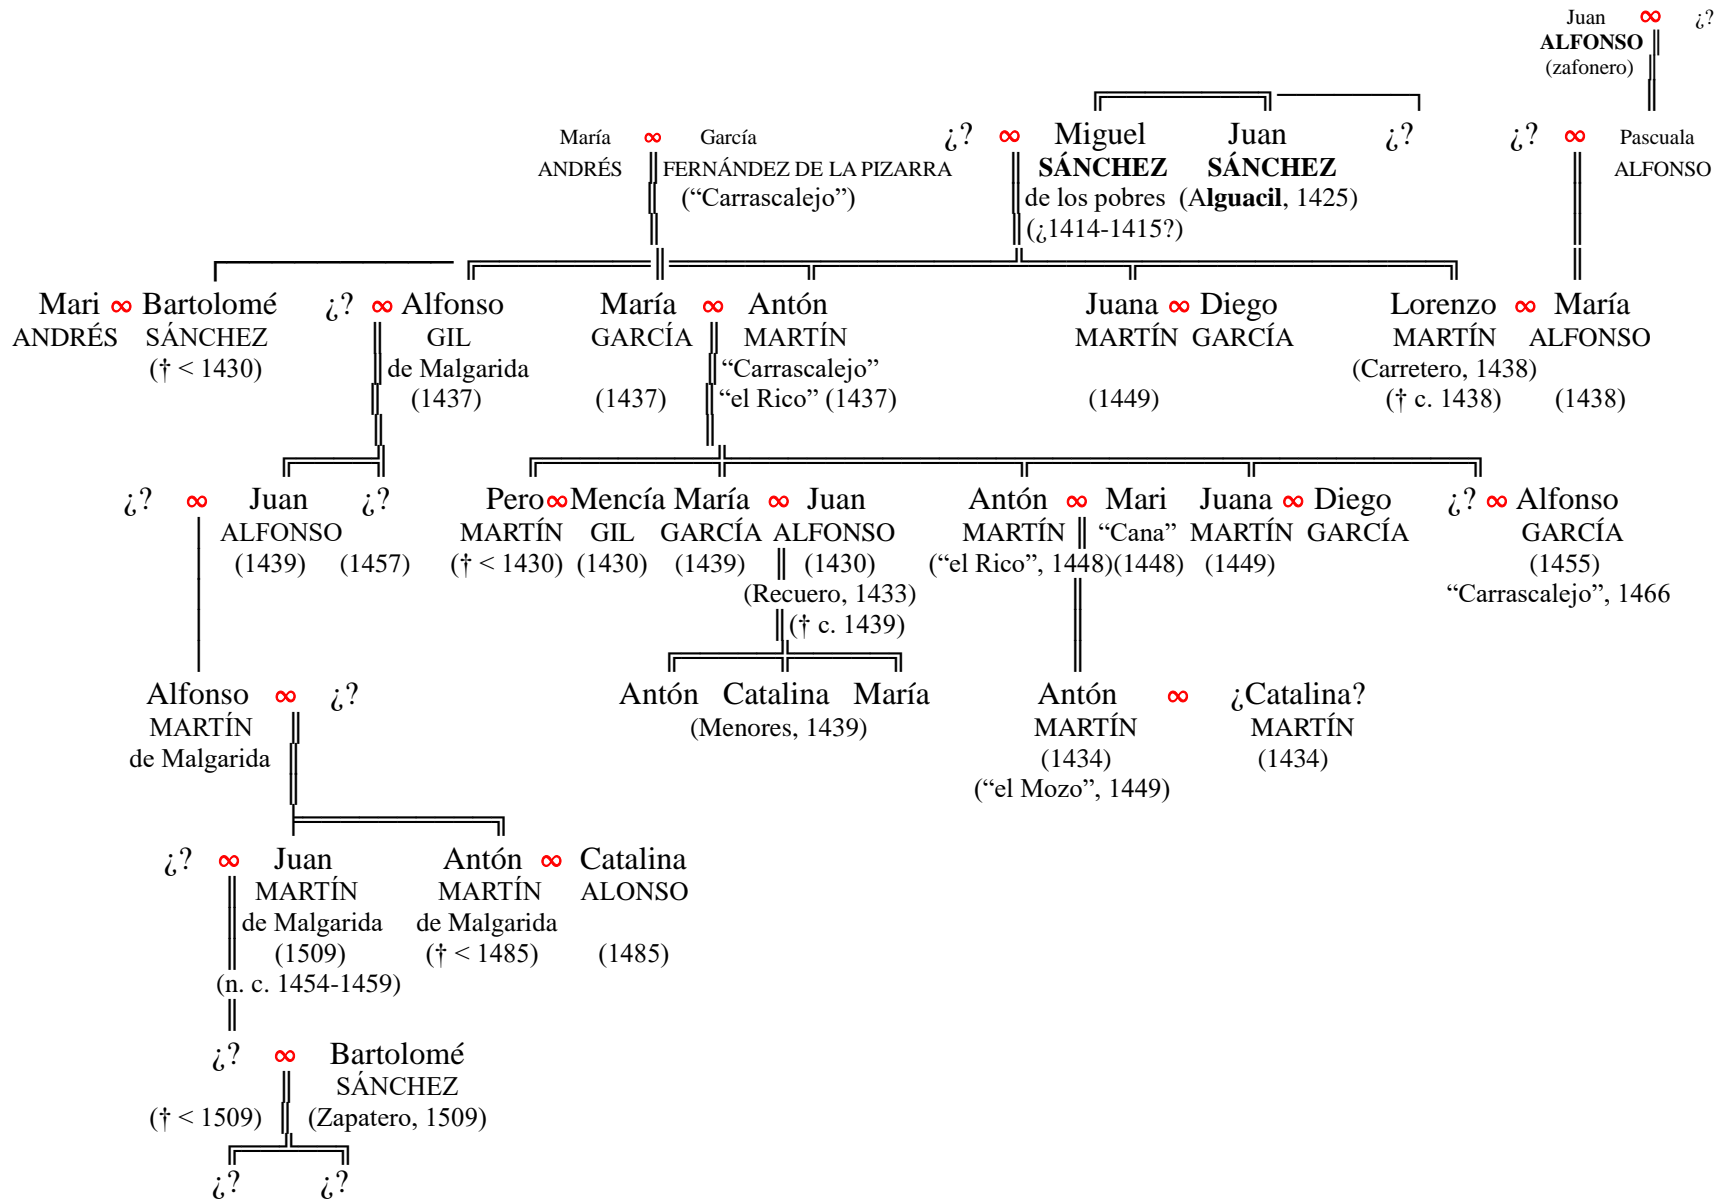 Juan ∞ ¿?
ALFONSO
(zafonero)
María ∞ García ¿? ∞ Miguel Juan ¿? ¿? ∞ Pascuala
ANDRÉS FERNÁNDEZ DE LA PIZARRA SÁNCHEZ SÁNCHEZ ALFONSO
(“Carrascalejo”) de los pobres (Alguacil, 1425)
(¿1414-1415?)
Mari ∞ Bartolomé ¿? ∞ Alfonso María ∞ Antón Juana ∞ Diego Lorenzo ∞ María
ANDRÉS SÁNCHEZ GIL GARCÍA MARTÍN MARTÍN GARCÍA MARTÍN ALFONSO
(† < 1430) de Malgarida “Carrascalejo” (Carretero, 1438)
(1437) (1437) “el Rico” (1437) (1449) († c. 1438) (1438)
¿? ∞ Juan ¿? Pero ∞ Mencía María ∞ Juan Antón ∞ Mari Juana ∞ Diego ¿? ∞ Alfonso
ALFONSO MARTÍN GIL GARCÍA ALFONSO MARTÍN “Cana” MARTÍN GARCÍA GARCÍA
(1439) (1457) († < 1430) (1430) (1439) (1430) (“el Rico”, 1448) (1448) (1449) (1455)
(Recuero, 1433) “Carrascalejo”, 1466
(† c. 1439)
Alfonso ∞ ¿? Antón Catalina María Antón ∞ ¿Catalina?
MARTÍN (Menores, 1439) MARTÍN MARTÍN
de Malgarida (1434) (1434)
(“el Mozo”, 1449)
¿? ∞ Juan Antón ∞ Catalina
MARTÍN MARTÍN ALONSO
de Malgarida de Malgarida
(1509) († < 1485) (1485)
(n. c. 1454-1459)
¿? ∞ Bartolomé
SÁNCHEZ
(† < 1509) (Zapatero, 1509)
¿? ¿?